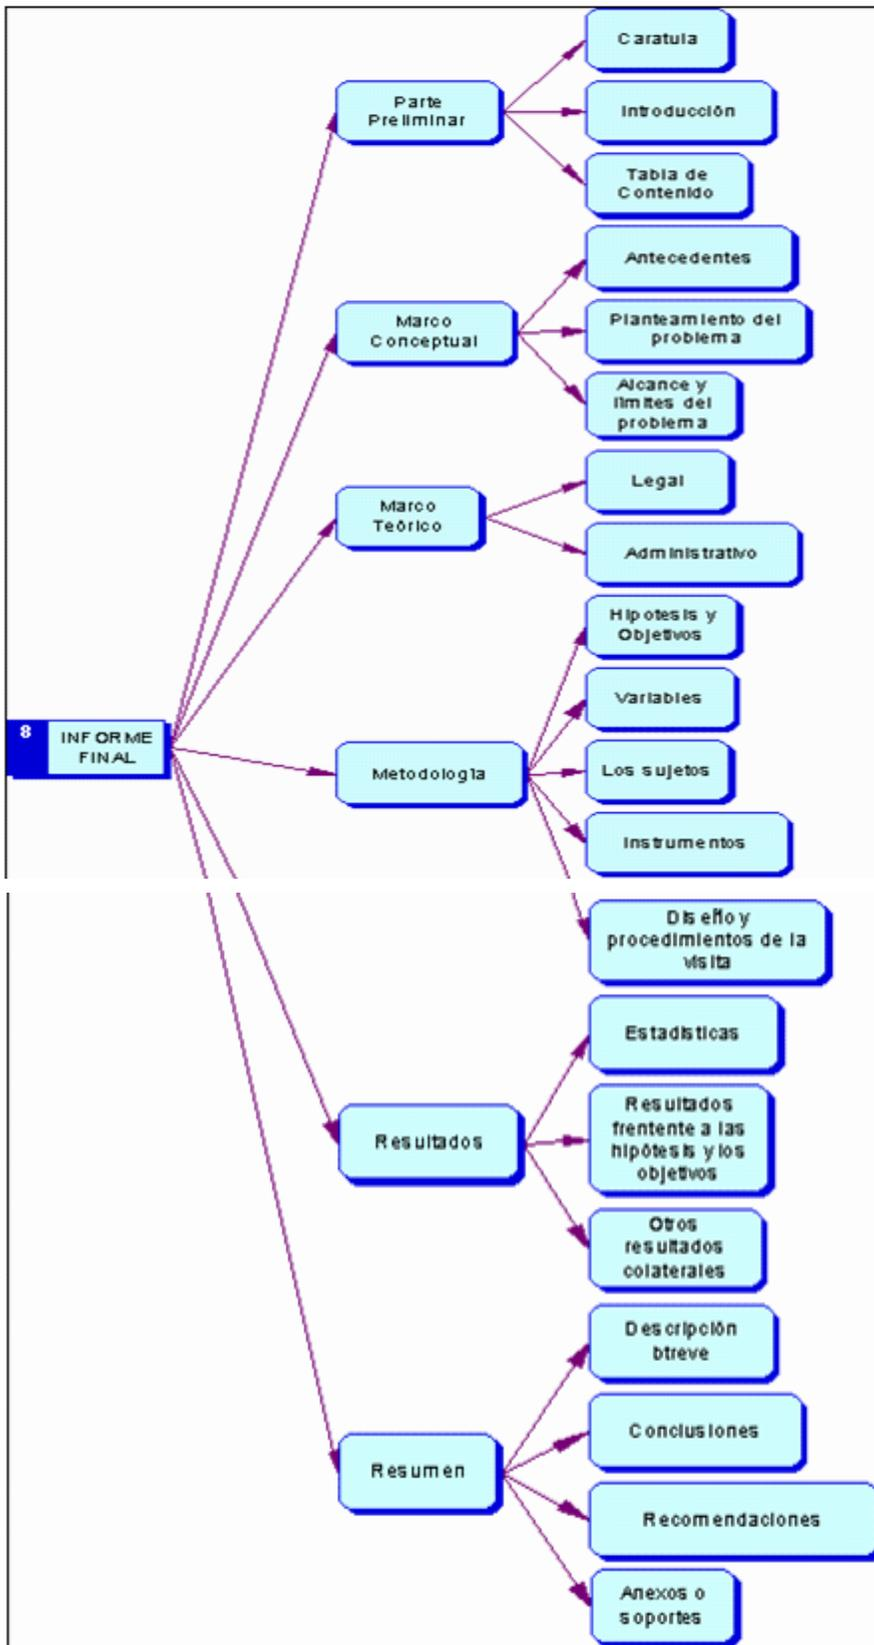 Caratula
Parte
Preliminar
Introducción
Tabla de
Contenido
Antecedentes
Marco
Conceptual
Planteamiento del
problema
Alcance y
límites del
problema
Legal
Marco
Teórico
Administrativo
Hipotesis y
Objetivos
Variables
8
INFORME
FINAL
Metodología
Los sujetos
Instrumentos
Diseño y
procedimientos de la
visita
Estadísticas
Resultados
Resultados
frentente a las
hipótesis y los
objetivos
Otros
resultados
colaterales
Descripción
btreve
Conclusiones
Resumen
Recomendaciones
Anexos o
soportes